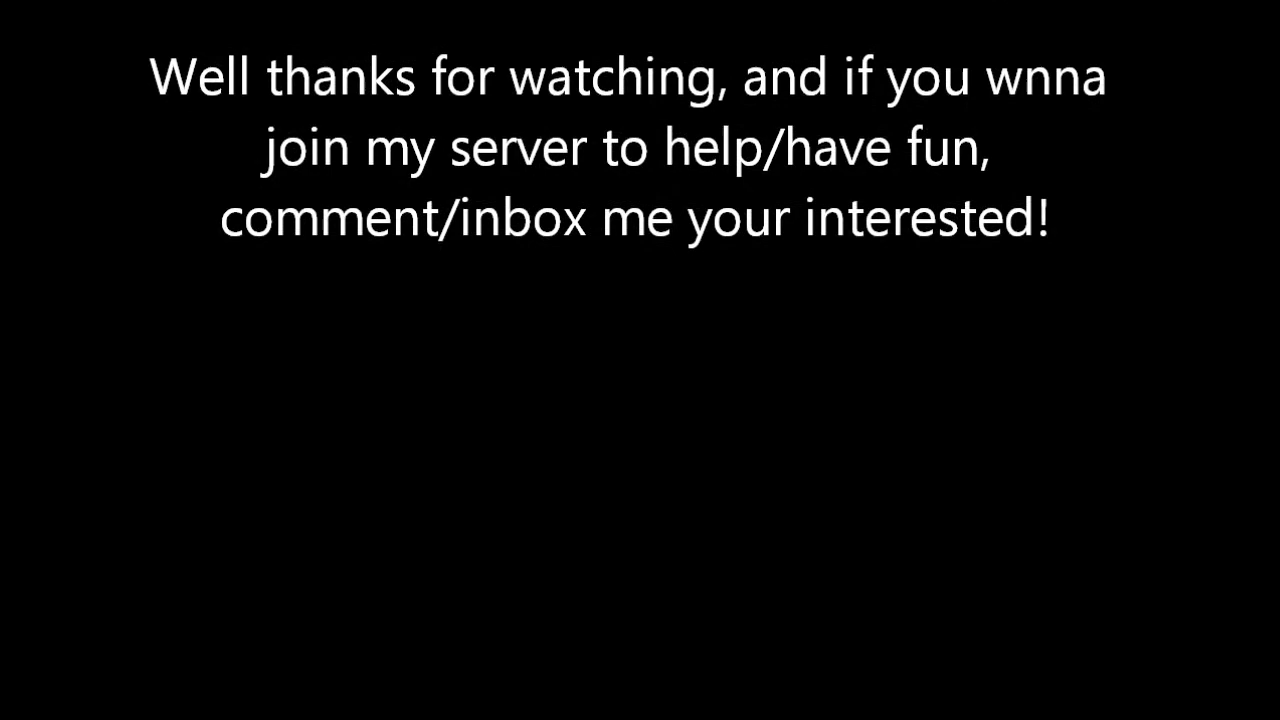 Well thanks for watching, and if you wnna
join my server to help/have fun,
comment/inbox me your interested!